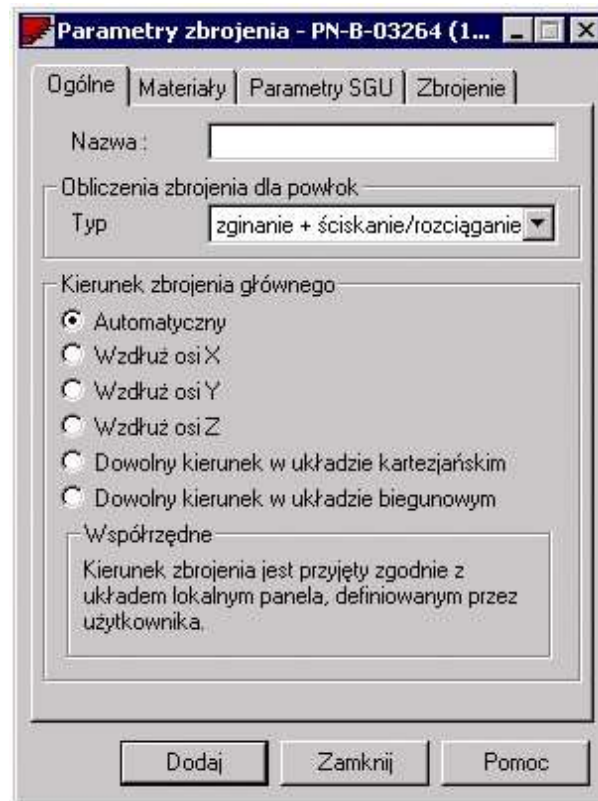 Parametry zbrojenia - PN-B-03264 (1...
Ogólne Materiały Parametry SGU Zbrojenie
Nazwa :
Obliczenia zbrojenia dla powłok
Typ zginanie + ściskanie/rozciąganie
Kierunek zbrojenia głównego
Automatyczny
Wzdłuż osi X
Wzdłuż osi Y
Wzdłuż osi Z
Dowolny kierunek w układzie kartezjańskim
Dowolny kierunek w układzie biegunowym
Współrzędne
Kierunek zbrojenia jest przyjęty zgodnie z
układem lokalnym panela, definiowanym przez
użytkownika.
Dodaj Zamknij Pomoc